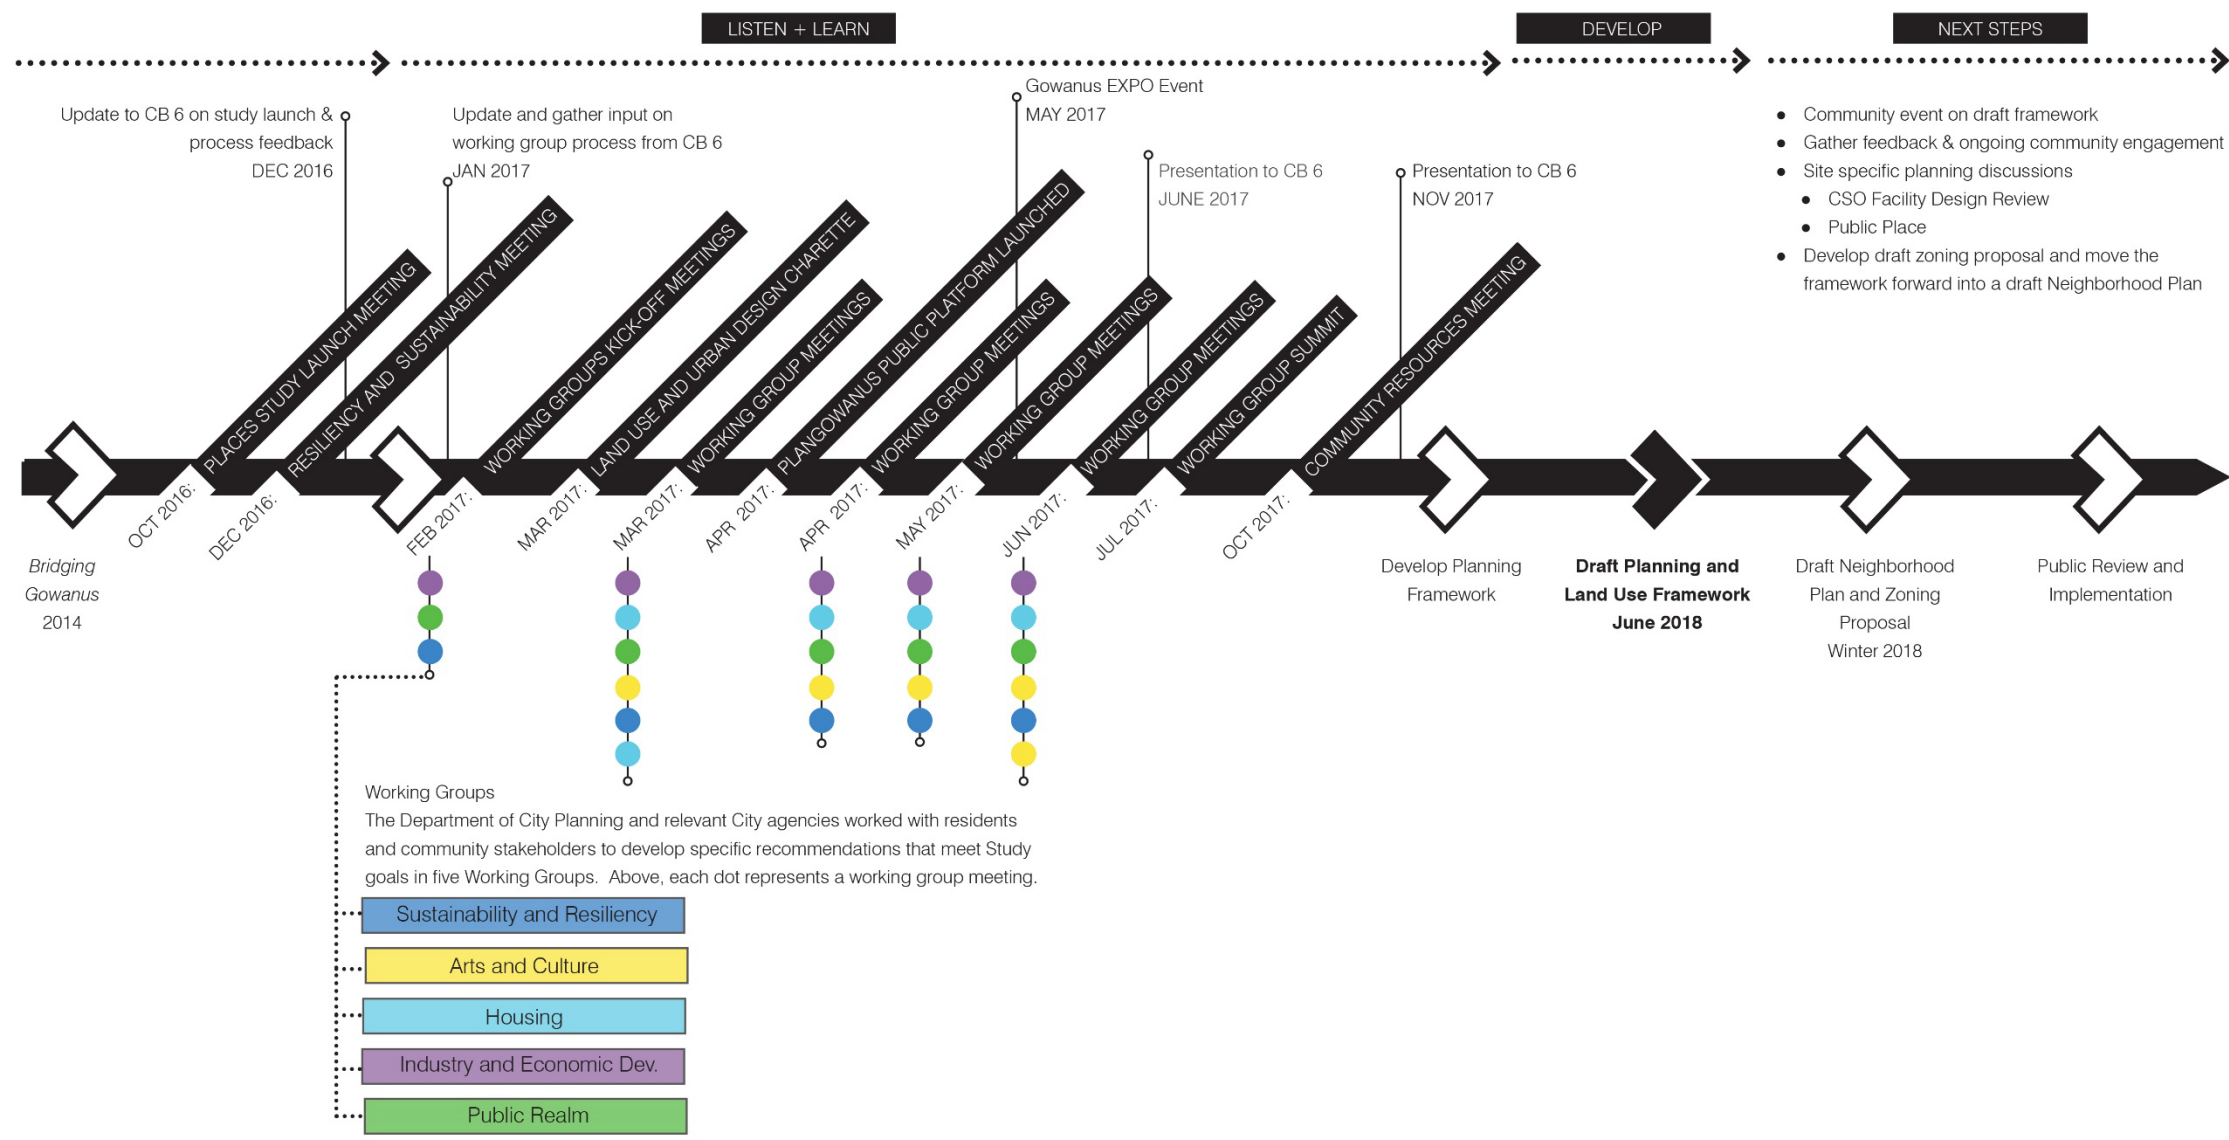 LISTEN + LEARN
DEVELOP
NEXT STEPS
Update to CB 6 on study launch &
process feedback
DEC 2016
Update and gather input on
working group process from CB 6
JAN 2017
Gowanus EXPO Event
MAY 2017
Presentation to CB 6
JUNE 2017
Presentation to CB 6
NOV 2017
● Community event on draft framework
● Gather feedback & ongoing community engagement
● Site specific planning discussions
● CSO Facility Design Review
● Public Place
● Develop draft zoning proposal and move the
framework forward into a draft Neighborhood Plan
OCT 2016: PLACES STUDY LAUNCH MEETING
DEC 2016: RESILIENCY AND SUSTAINABILITY MEETING
FEB 2017: WORKING GROUPS KICK-OFF MEETINGS
MAR 2017: LAND USE AND URBAN DESIGN CHARETTE
MAR 2017: WORKING GROUP MEETINGS
APR 2017: PLANGOWANUS PUBLIC PLATFORM LAUNCHED
APR 2017: WORKING GROUP MEETINGS
MAY 2017: WORKING GROUP MEETINGS
JUN 2017: WORKING GROUP MEETINGS
JUL 2017: WORKING GROUP SUMMIT
OCT 2017: COMMUNITY RESOURCES MEETING
Bridging
Gowanus
2014
Develop Planning
Framework
Draft Planning and
Land Use Framework
June 2018
Draft Neighborhood
Plan and Zoning
Proposal
Winter 2018
Public Review and
Implementation
Working Groups
The Department of City Planning and relevant City agencies worked with residents
and community stakeholders to develop specific recommendations that meet Study
goals in five Working Groups. Above, each dot represents a working group meeting.
Sustainability and Resiliency
Arts and Culture
Housing
Industry and Economic Dev.
Public Realm